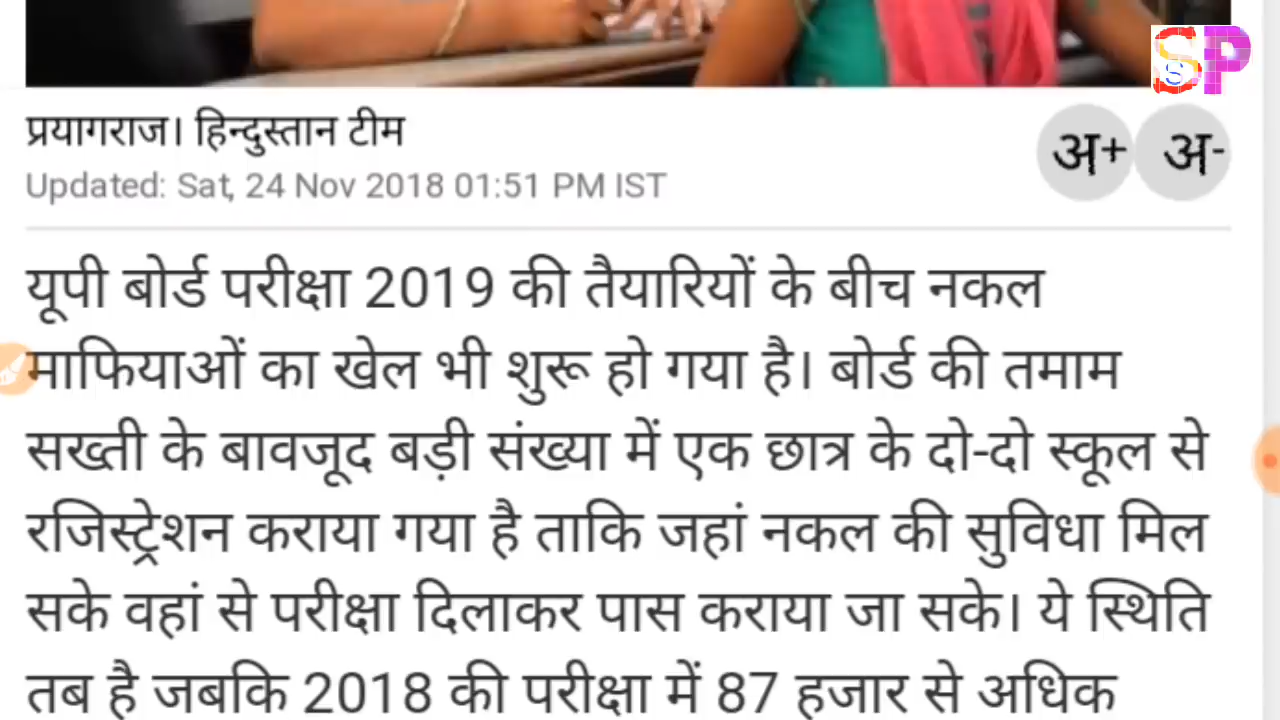 SP
S
प्रयागराज। हिन्दुस्तान टीम
अ+ अ-
Updated: Sat, 24 Nov 2018 01:51 PM IST
यूपी बोर्ड परीक्षा 2019 की तैयारियों के बीच नकल
माफियाओं का खेल भी शुरू हो गया है। बोर्ड की तमाम
सख्ती के बावजूद बड़ी संख्या में एक छात्र के दो-दो स्कूल से
रजिस्ट्रेशन कराया गया है ताकि जहां नकल की सुविधा मिल
सके वहां से परीक्षा दिलाकर पास कराया जा सके। ये स्थिति
तब है जबकि 2018 की परीक्षा में 87 हजार से अधिक